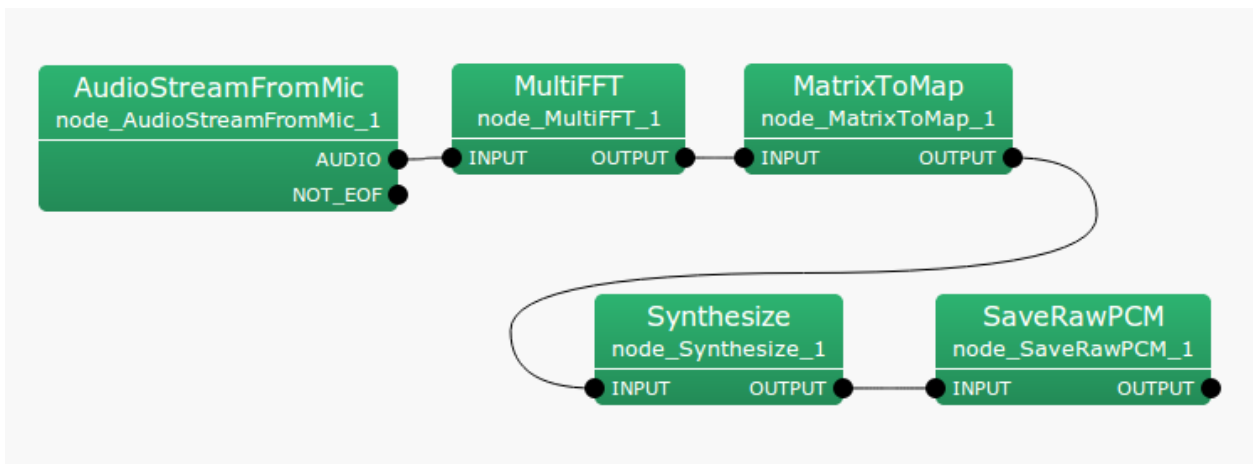 AudioStreamFromMic
node_AudioStreamFromMic_1
AUDIO
NOT_EOF
MultiFFT
node_MultiFFT_1
INPUT OUTPUT
MatrixToMap
node_MatrixToMap_1
INPUT OUTPUT
Synthesize
node_Synthesize_1
INPUT OUTPUT
SaveRawPCM
node_SaveRawPCM_1
INPUT OUTPUT